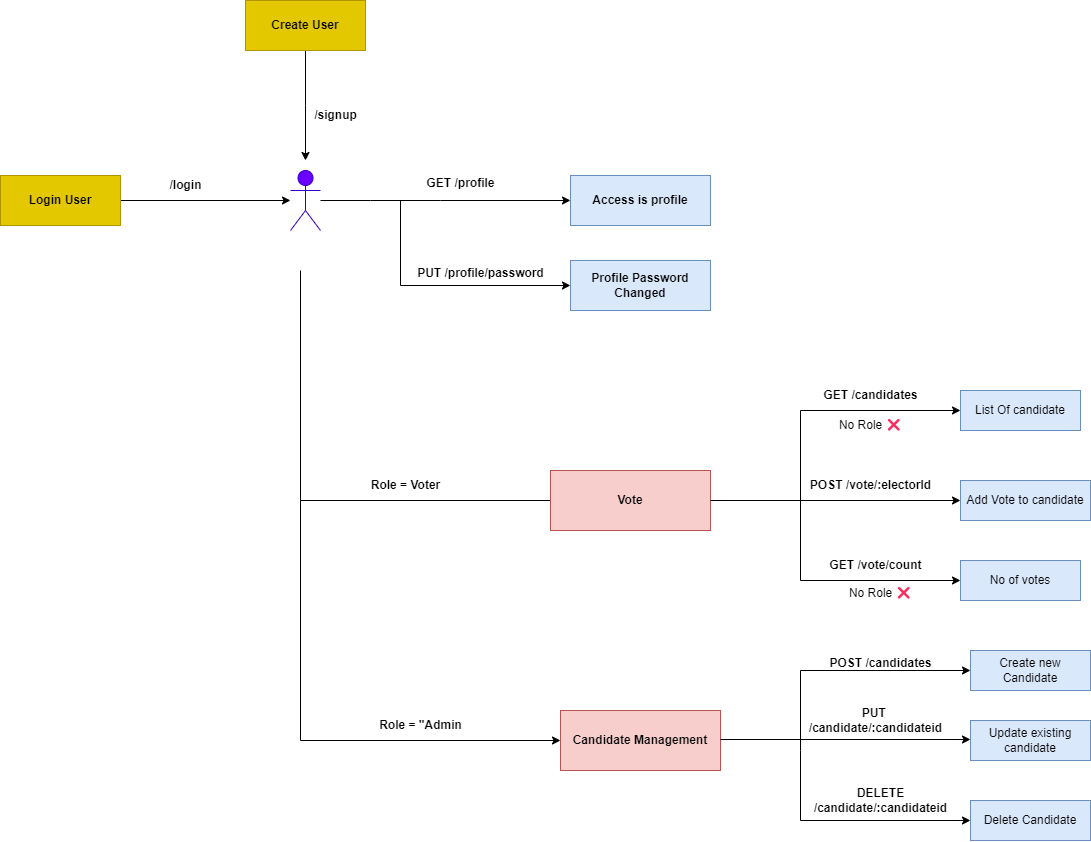 Create User
/signup
Login User
/login
GET /profile
Access is profile
PUT /profile/password
Profile Password
Changed
GET /candidates
No Role ❌
List Of candidate
Role = Voter
Vote
POST /vote/:electorId
Add Vote to candidate
GET /vote/count
No Role ❌
No of votes
POST /candidates
Create new
Candidate
Role = "Admin
Candidate Management
PUT
/candidate/:candidateid
Update existing
candidate
DELETE
/candidate/:candidateid
Delete Candidate